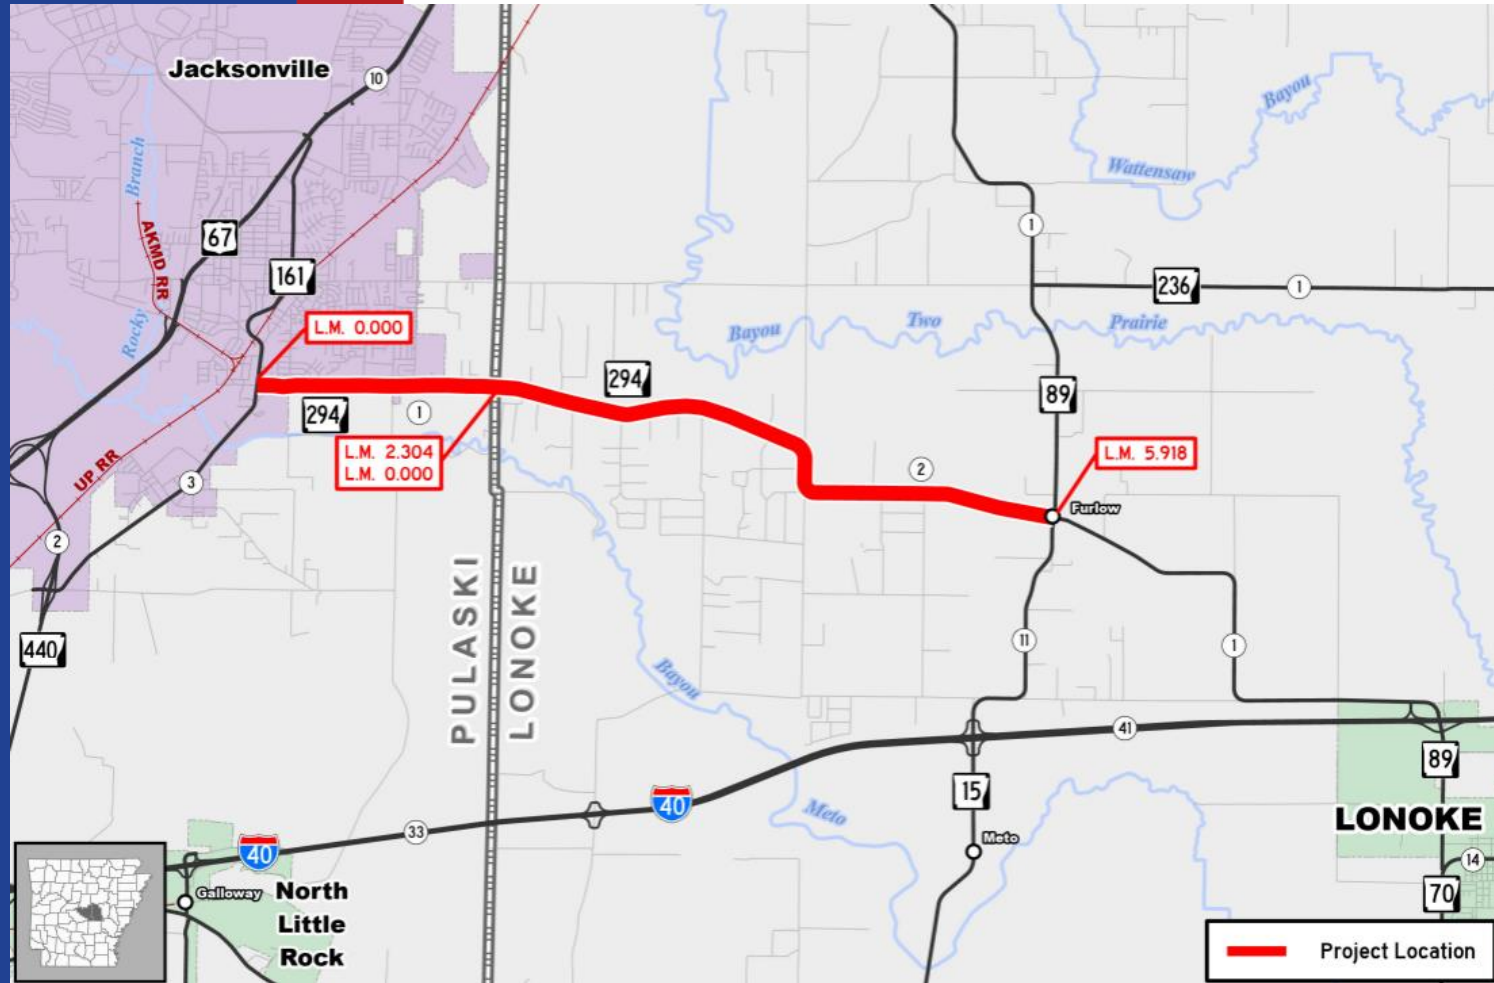 Jacksonville
10
Bayou
Branch
Wattensaw
1
AKMD RR
67
161
236
1
Rocky
L.M. 0.000
Bayou
Two
Prairie
294
89
294
1
L.M. 2.304
L.M. 0.000
L.M. 5.918
UP RR
3
2
Furlow
2
PULASKI
LONOKE
440
11
1
Bayou
41
89
15
40
Meto
LONOKE
33
40
Meto
14
Galloway
North
Little
Rock
70
Project Location